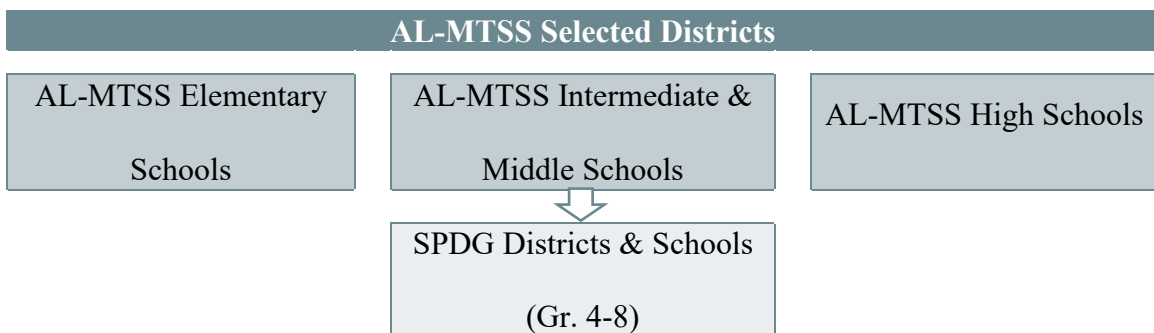 AL-MTSS Selected Districts
AL-MTSS Elementary
Schools
AL-MTSS Intermediate &
Middle Schools
AL-MTSS High Schools
SPDG Districts & Schools
(Gr. 4-8)